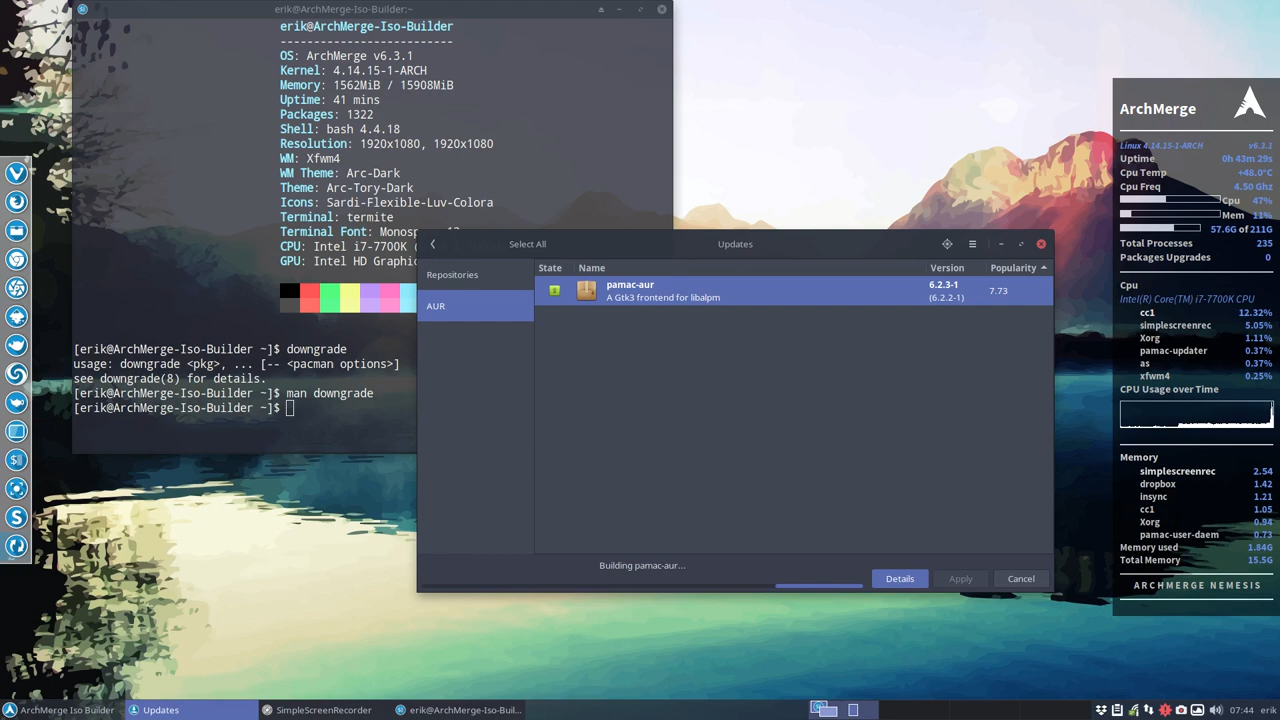 erik@ArchMerge-Iso-Builder:~
erik@ArchMerge-Iso-Builder
-------------------------
OS: ArchMerge v6.3.1
Kernel: 4.14.15-1-ARCH
Memory: 1562MiB / 15908MiB
Uptime: 41 mins
Packages: 1322
Shell: bash 4.4.18
Resolution: 1920x1080, 1920x1080
WM: Xfwm4
WM Theme: Arc-Dark
Theme: Arc-Tory-Dark
Icons: Sardi-Flexible-Luv-Colora
Terminal: termite
Terminal Font: Monosp
CPU: Intel i7-7700K (
GPU: Intel HD Graphic
[erik@ArchMerge-Iso-Builder ~]$ downgrade
usage: downgrade <pkg>, ... [-- <pacman options>]
see downgrade(8) for details.
[erik@ArchMerge-Iso-Builder ~]$ man downgrade
[erik@ArchMerge-Iso-Builder ~]$
Select All
Updates
Repositories
AUR
State Name Version Popularity
pamac-aur 6.2.3-1 7.73
A Gtk3 frontend for libalpm (6.2.2-1)
Building pamac-aur...
Details Apply Cancel
ArchMerge
Linux 4.14.15-1-ARCH v6.3.1
Uptime 0h 43m 29s
Cpu Temp +48.0°C
Cpu Freq 4.50 Ghz
Cpu 47%
Mem 11%
57.6G of 211G
Total Processes 235
Packages Upgrades 0
Cpu
Intel(R) Core(TM) i7-7700K CPU
cc1 12.32%
simplescreenrec 5.05%
Xorg 1.11%
pamac-updater 0.37%
as 0.37%
xfwm4 0.25%
CPU Usage over Time
Memory
simplescreenrec 2.54
dropbox 1.42
insync 1.21
cc1 1.05
Xorg 0.94
pamac-user-daem 0.73
Memory used 1.84G
Total Memory 15.5G
ARCHMERGE NEMESIS
ArchMerge Iso Builder
Updates
SimpleScreenRecorder
erik@ArchMerge-Iso-Buil...
07:44 erik